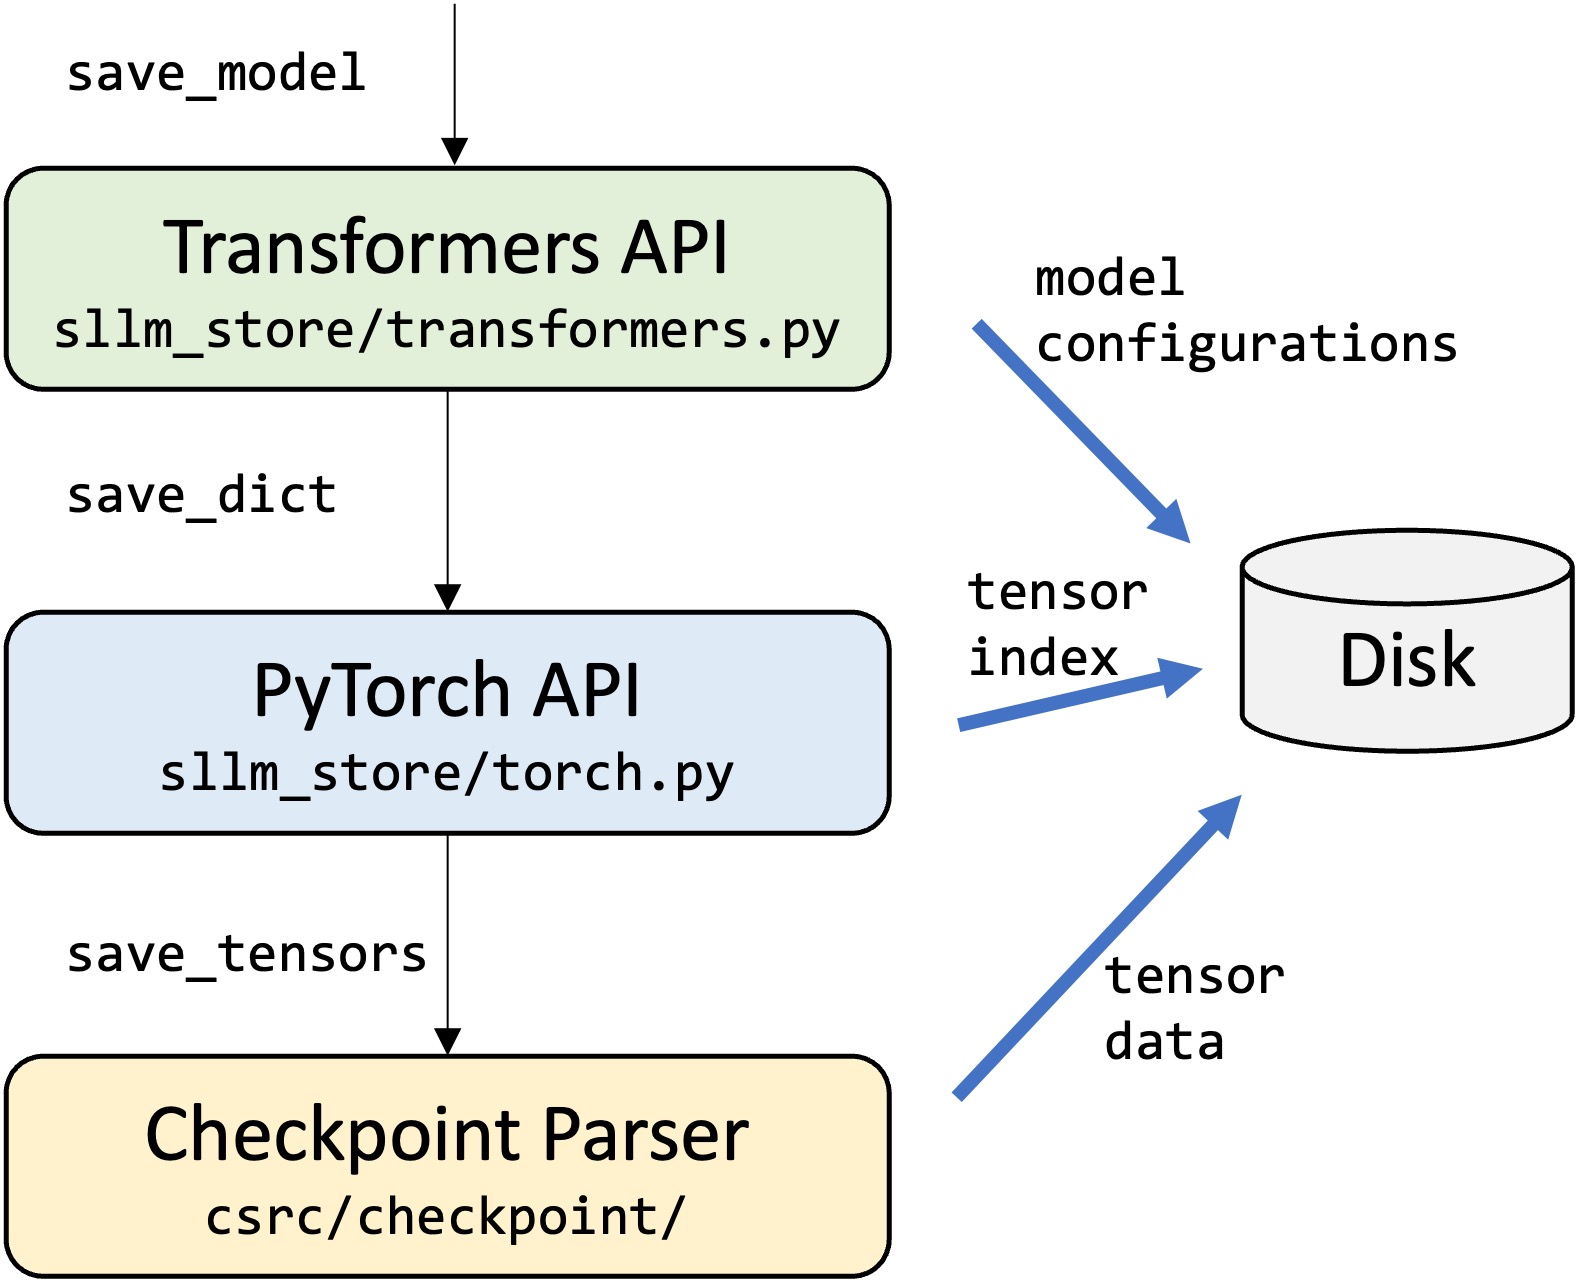 save_model
Transformers API
sllm_store/transformers.py
model
configurations
save_dict
tensor
index
Disk
PyTorch API
sllm_store/torch.py
save_tensors
tensor
data
Checkpoint Parser
csrc/checkpoint/